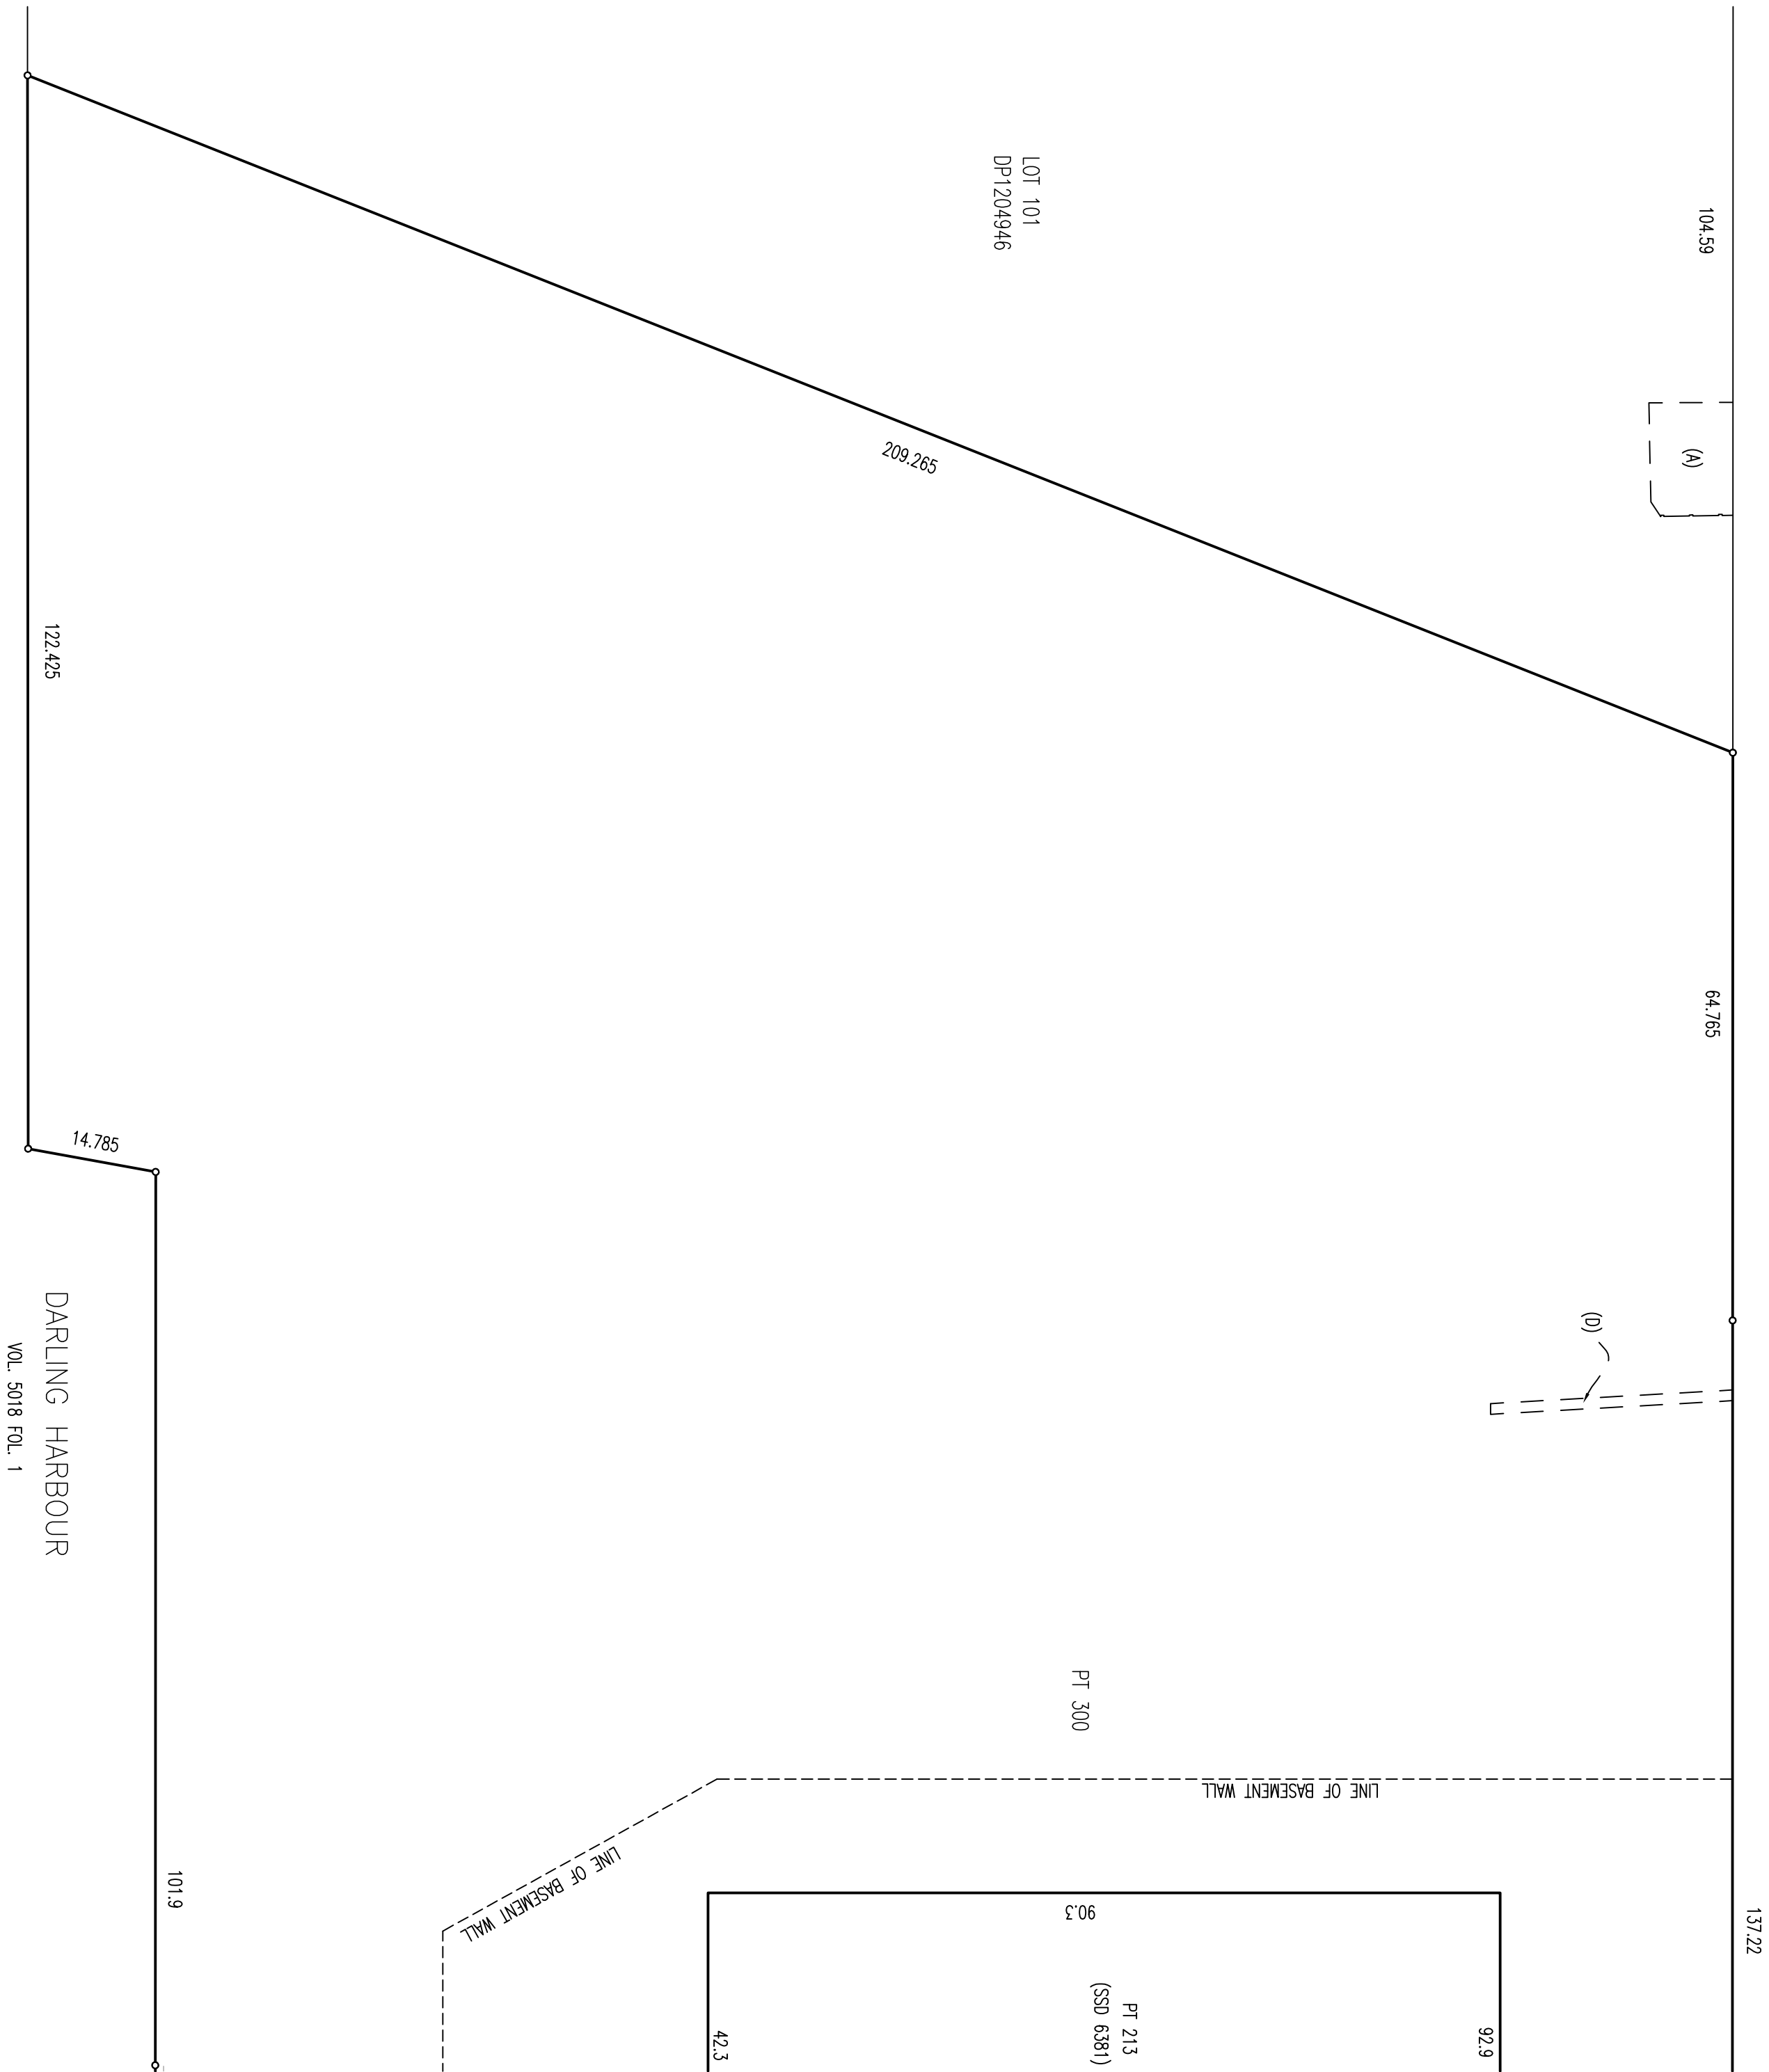 104.59
LOT 101
DP1204946
(A)
209.265
122.425
64.765
14.785
(D)
DARLING HARBOUR
VOL. 5018 FOL. 1
PT 300
LINE OF BASEMENT WALL
LINE OF BASEMENT WALL
101.9
90.3
137.22
PT 213
(SSD 6381)
42.3
92.9